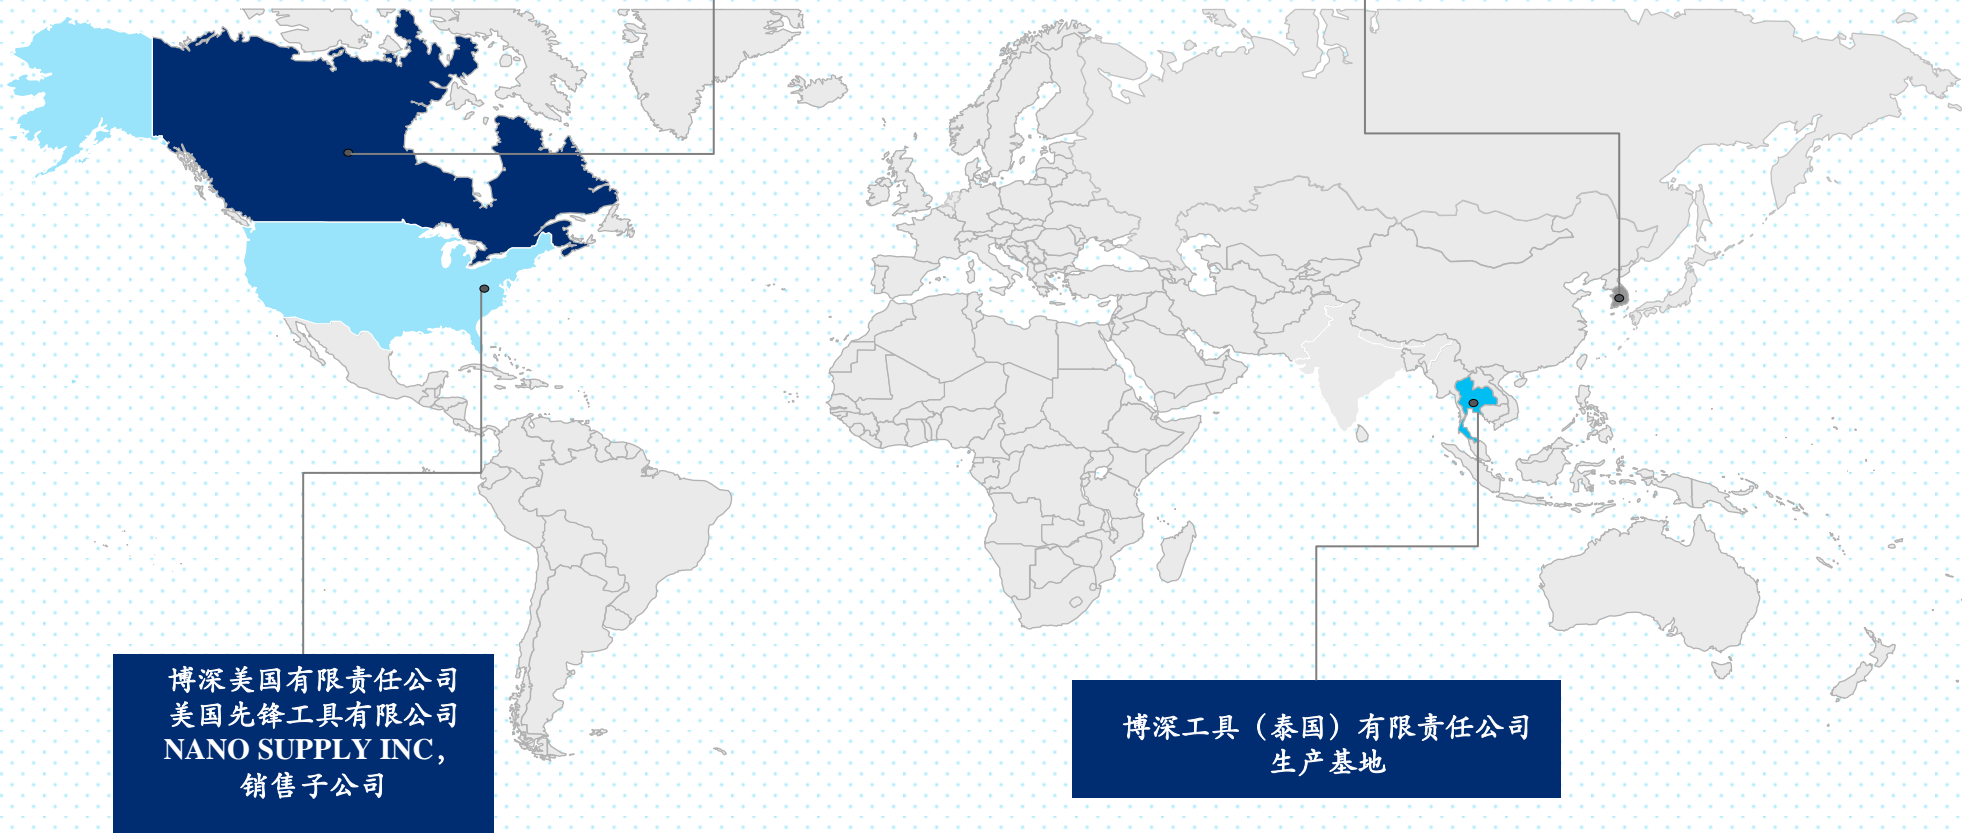 博深美国有限责任公司
美国先锋工具有限公司
NANO SUPPLY INC，
销售子公司
博深工具（泰国）有限责任公司
生产基地